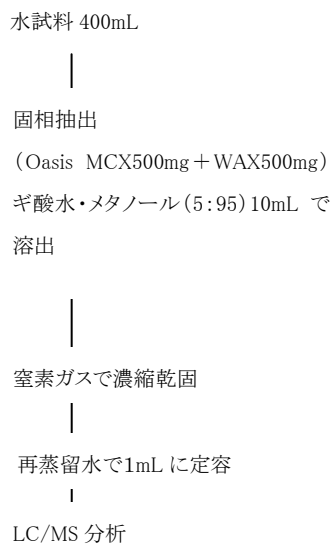 水試料 400mL
固相抽出
(Oasis MCX500mg＋WAX500mg)
ギ酸水・メタノール(5:95)10mL で
溶出
窒素ガスで濃縮乾固
再蒸留水で1mL に定容
LC/MS 分析